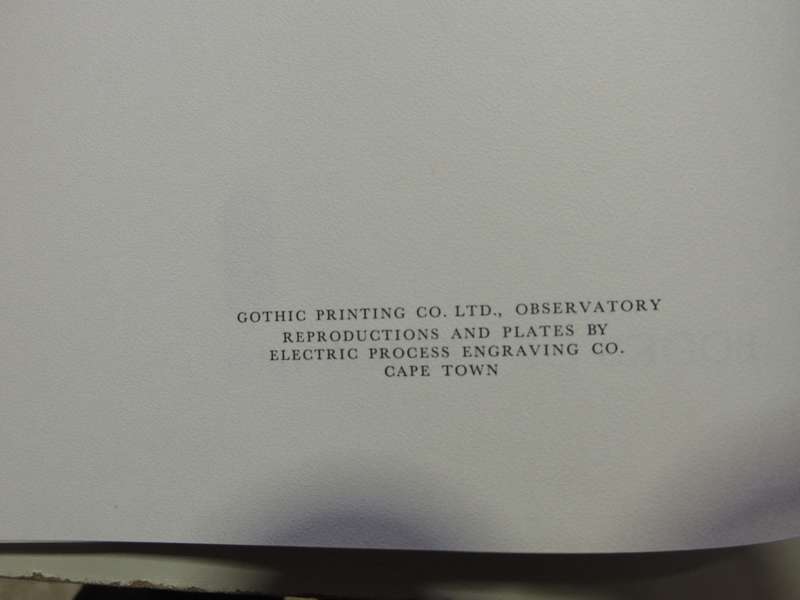 GOTHIC PRINTING CO. LTD., OBSERVATORY
REPRODUCTIONS AND PLATES BY
ELECTRIC PROCESS ENGRAVING CO.
CAPE TOWN